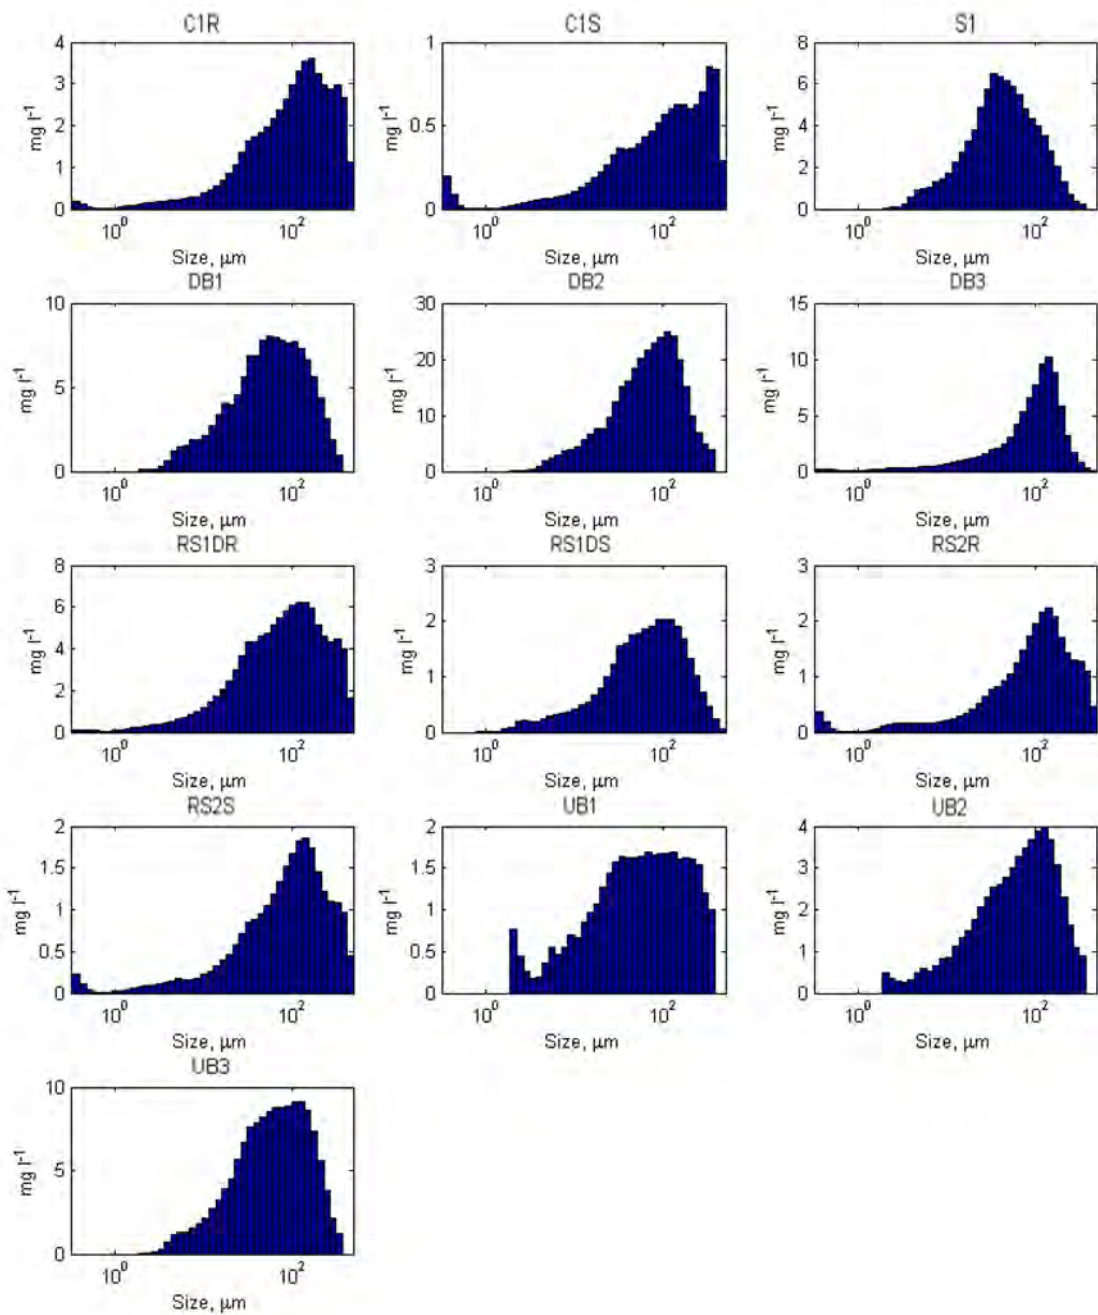 C1R C1S S1
4 1 8
3 6
mg l-1 mg l-1 mg l-1
2 0.5 4
1 2
0 0 0
10^0 10^2 10^0 10^2 10^0 10^2
Size, μm Size, μm Size, μm
DB1 DB2 DB3
10 30 15
mg l-1 mg l-1 mg l-1
20 10
5
10 5
0 0 0
10^0 10^2 10^0 10^2 10^0 10^2
Size, μm Size, μm Size, μm
RS1DR RS1DS RS2R
8 3 3
6
mg l-1 mg l-1 mg l-1
2 2
4
2 1 1
0 0 0
10^0 10^2 10^0 10^2 10^0 10^2
Size, μm Size, μm Size, μm
RS2S UB1 UB2
2 2 4
1.5 1.5 3
mg l-1 mg l-1 mg l-1
1 1 2
0.5 0.5 1
0 0 0
10^0 10^2 10^0 10^2 10^0 10^2
Size, μm Size, μm Size, μm
UB3
10
mg l-1
5
0
10^0 10^2
Size, μm